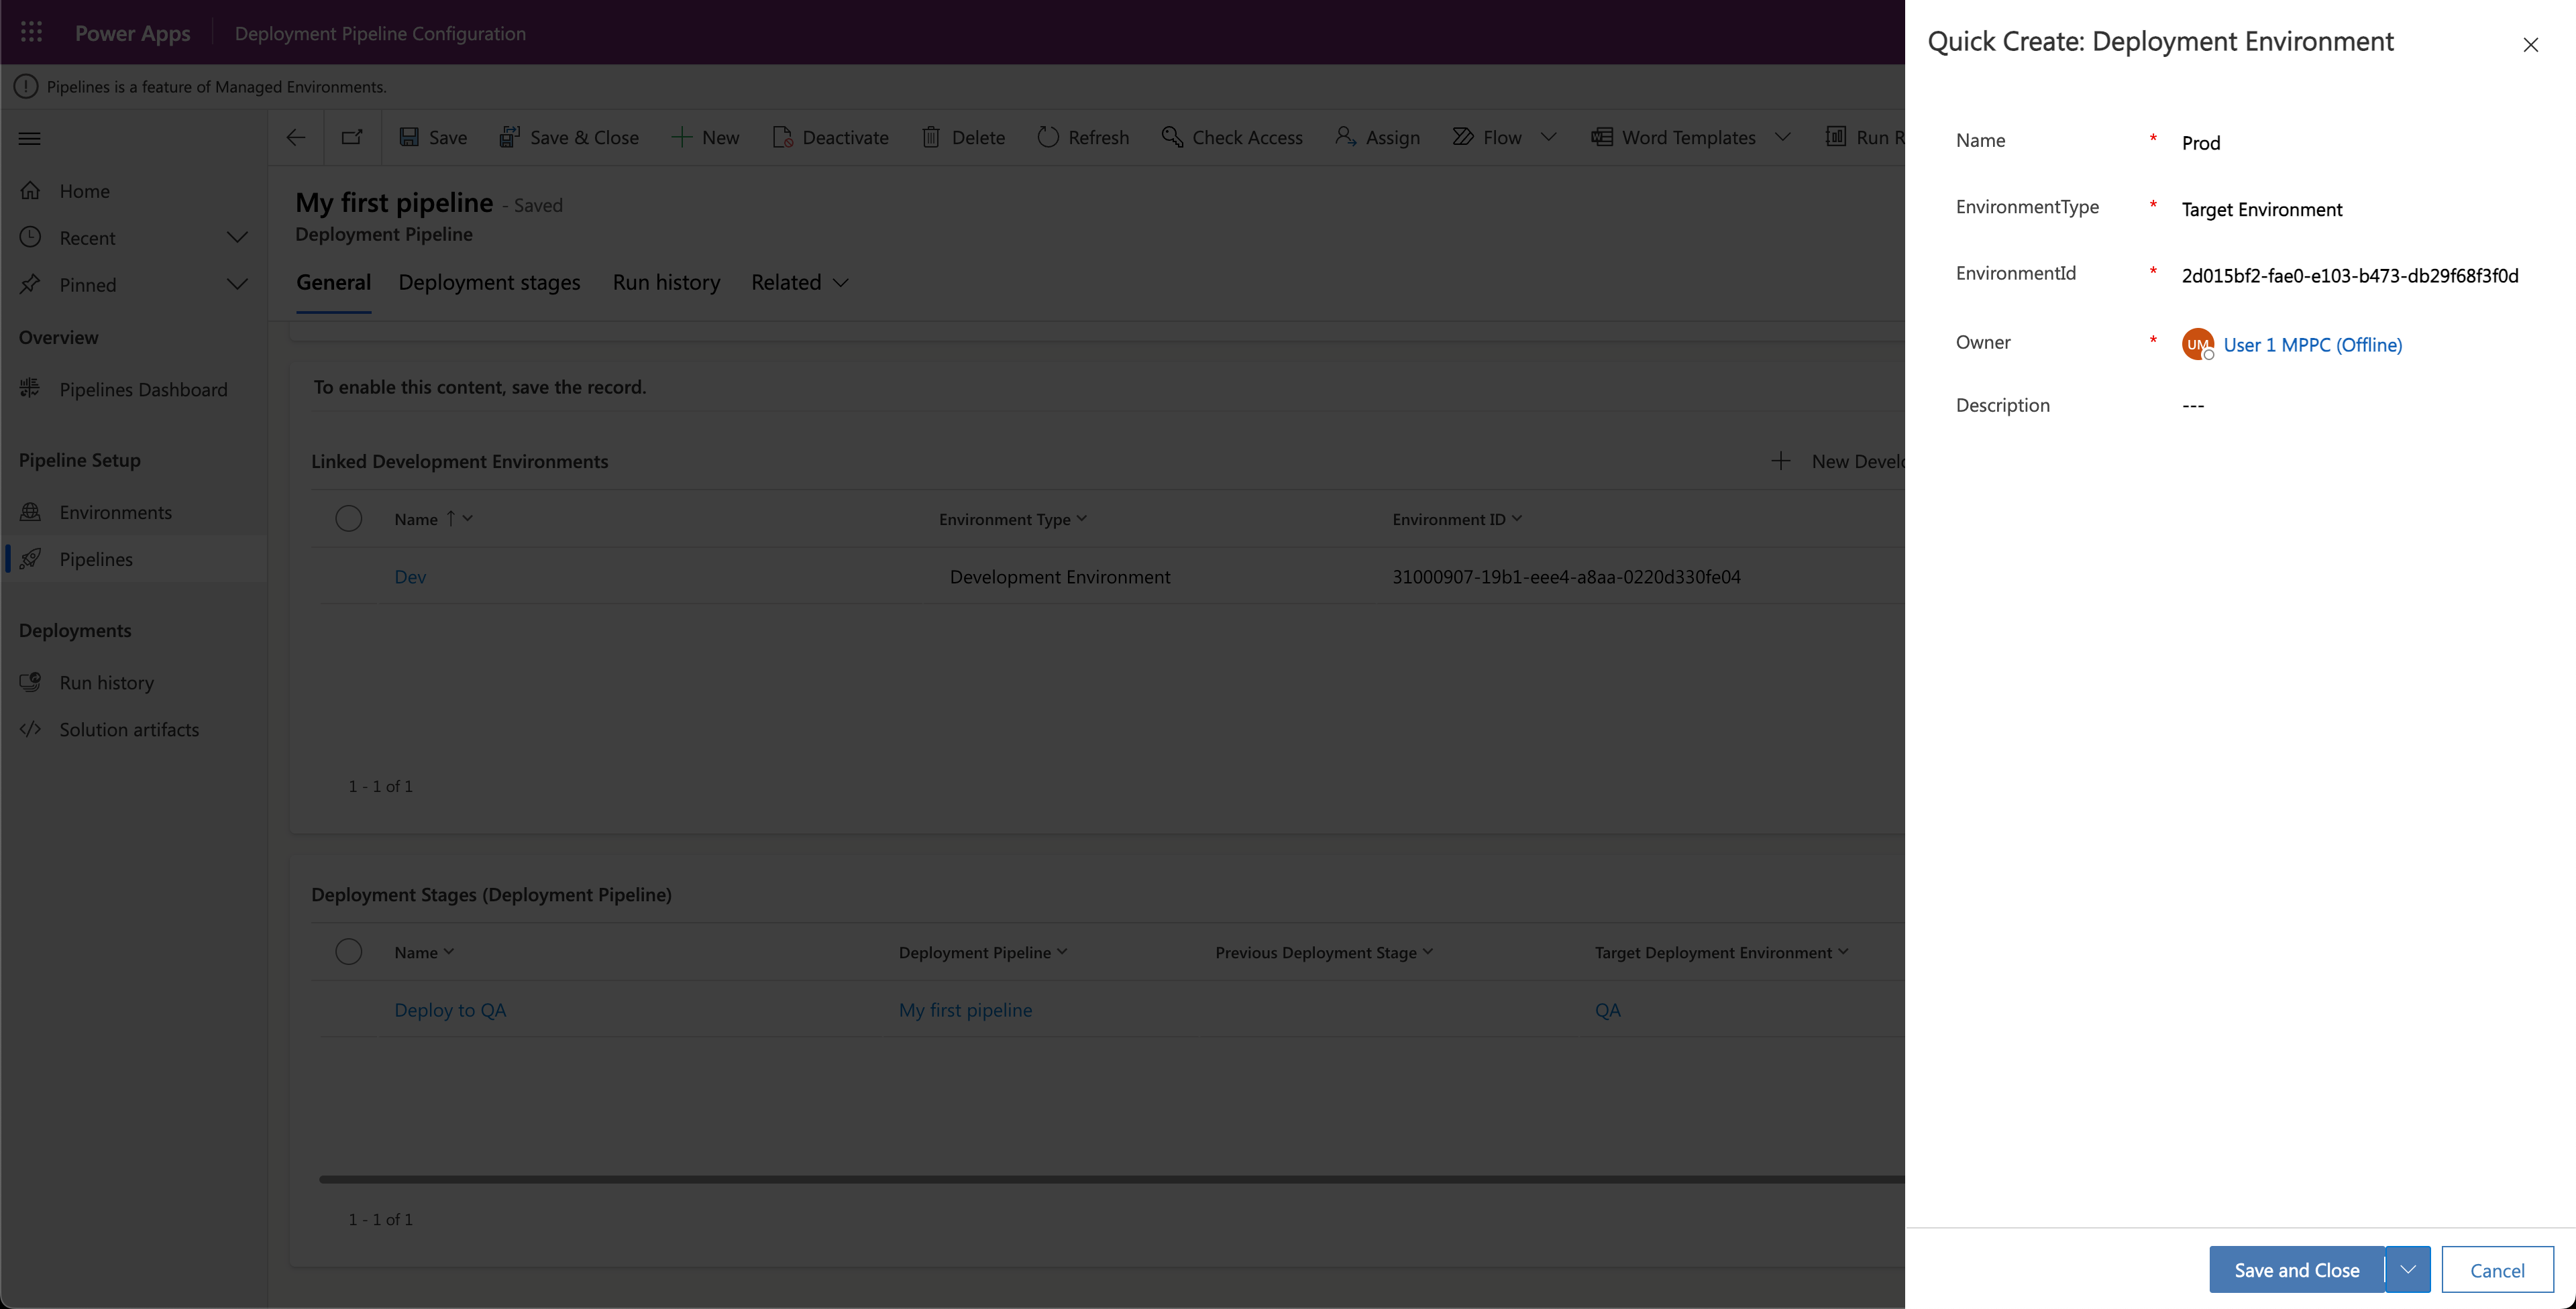 Power Apps
Deployment Pipeline Configuration
Pipelines is a feature of Managed Environments.
Save
Save & Close
New
Deactivate
Delete
Refresh
Check Access
Assign
Flow
Word Templates
Run R
Home
Recent
Pinned
Overview
Pipelines Dashboard
Pipeline Setup
Environments
Pipelines
Deployments
Run history
Solution artifacts
My first pipeline - Saved
Deployment Pipeline
General
Deployment stages
Run history
Related
To enable this content, save the record.
Linked Development Environments
New Develo
Name ↑
Environment Type
Environment ID
Dev
Development Environment
31000907-19b1-eee4-a8aa-0220d330fe04
1 - 1 of 1
Deployment Stages (Deployment Pipeline)
Name
Deployment Pipeline
Previous Deployment Stage
Target Deployment Environment
Deploy to QA
My first pipeline
QA
1 - 1 of 1
Quick Create: Deployment Environment
Name * Prod
EnvironmentType * Target Environment
EnvironmentId * 2d015bf2-fae0-e103-b473-db29f68f3f0d
Owner * UM User 1 MPPC (Offline)
Description ---
Save and Close
Cancel